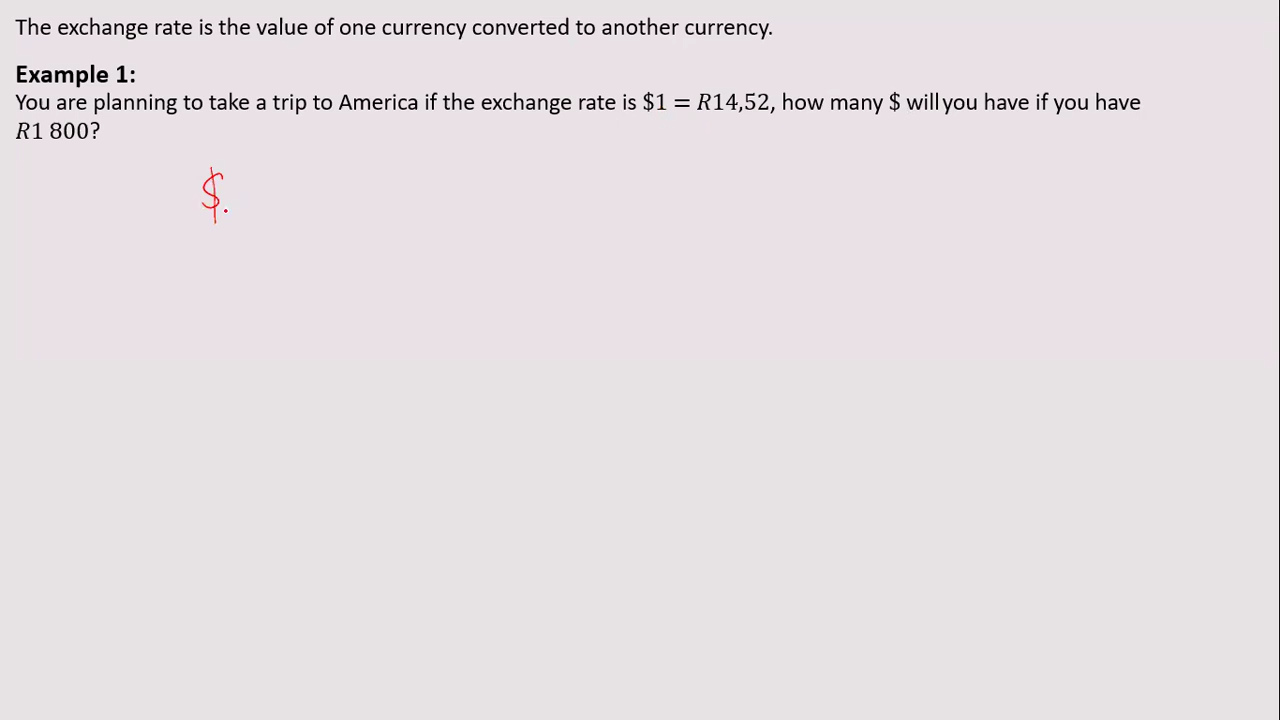 The exchange rate is the value of one currency converted to another currency.
Example 1:
You are planning to take a trip to America if the exchange rate is $1 = R14,52, how many $ will you have if you have
R1 800?
$